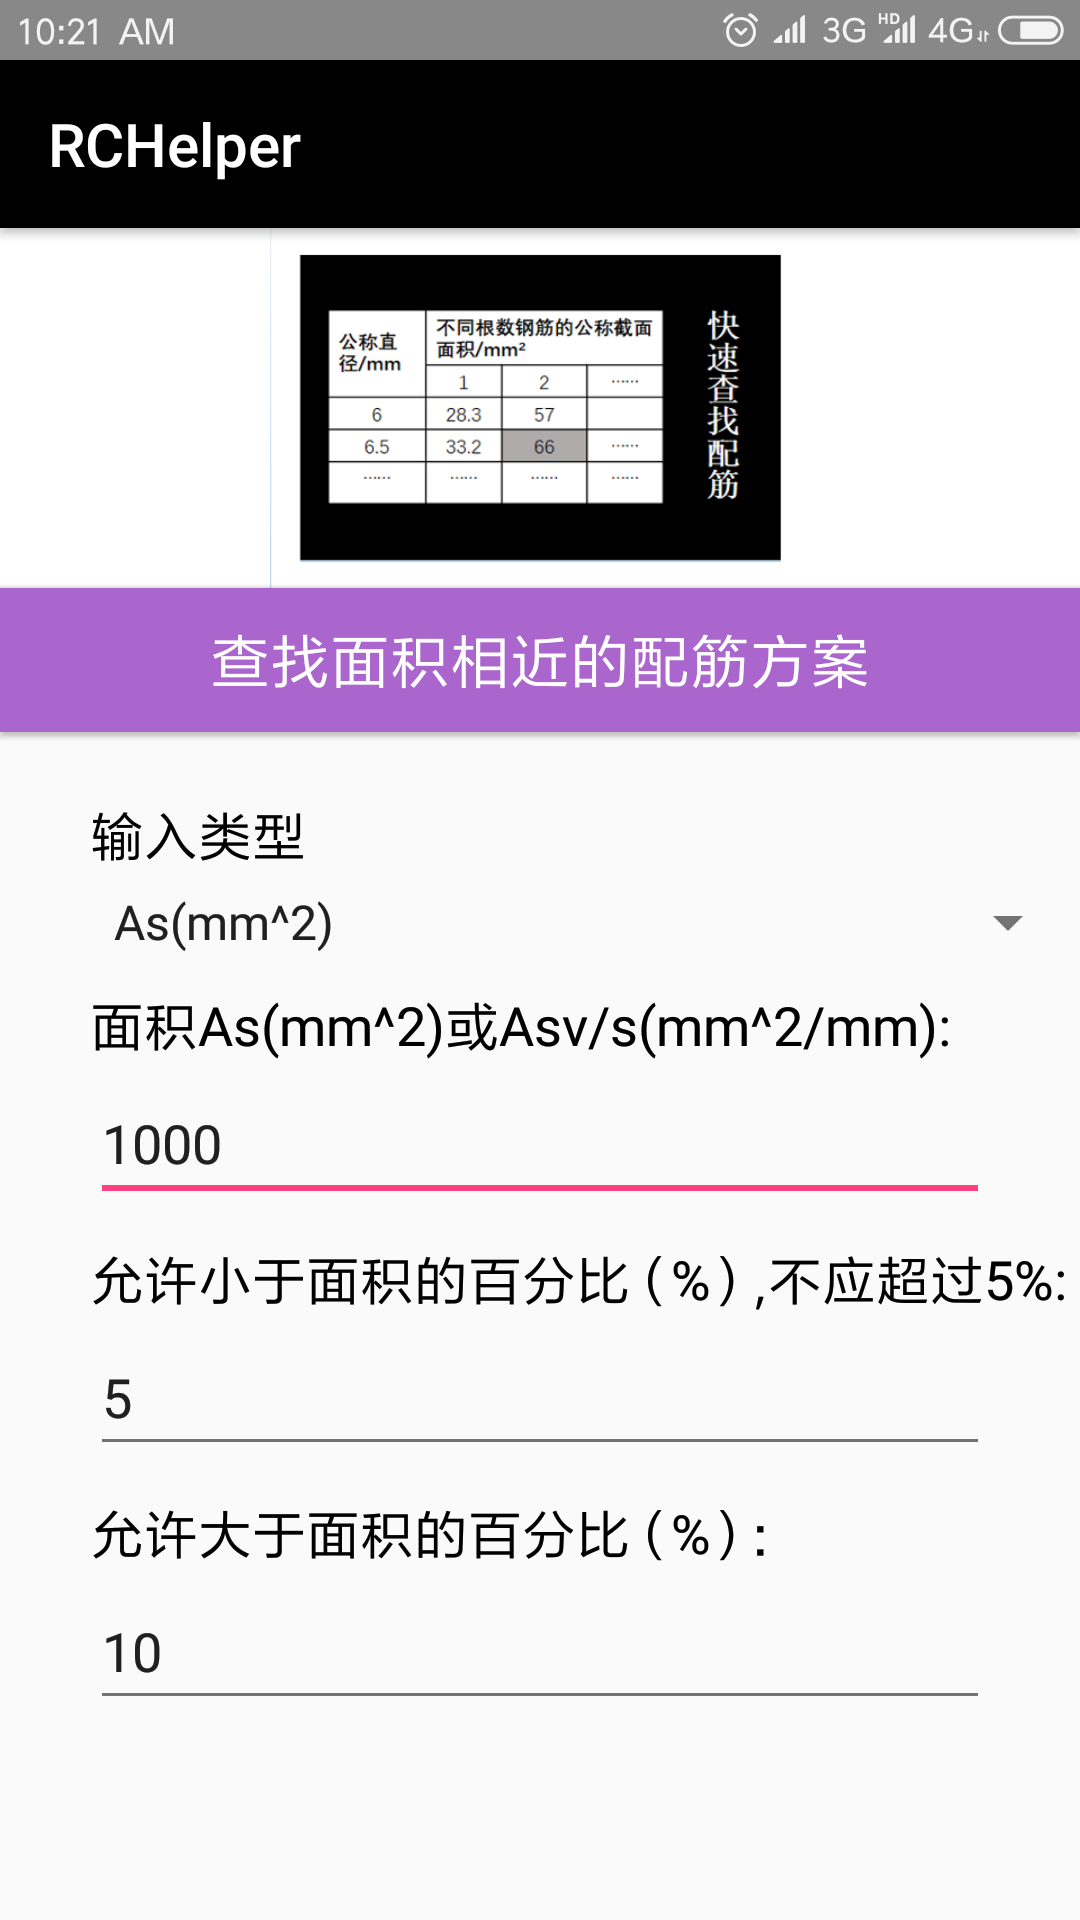 10:21 AM
3G HD 4G
RCHelper
公称直径/mm
不同根数钢筋的公称截面面积/mm²
1 2 ······
6 28.3 57
6.5 33.2 66 ······
······ ······ ······ ······
快速查找配筋
查找面积相近的配筋方案
输入类型
As(mm^2)
面积As(mm^2)或Asv/s(mm^2/mm):
1000
允许小于面积的百分比（%）,不应超过5%:
5
允许大于面积的百分比（%）:
10